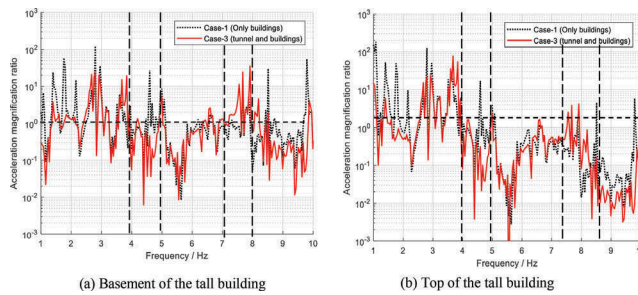 10³
10²
10¹
10⁰
10⁻¹
10⁻²
10⁻³
Acceleration magnification ratio
Case-1 (Only buildings)
Case-3 (tunnel and buildings)
1 2 3 4 5 6 7 8 9 10
Frequency / Hz
(a) Basement of the tall building
10²
10¹
10⁰
10⁻¹
10⁻²
10⁻³
Acceleration magnification ratio
Case-1 (Only buildings)
Case-3 (tunnel and buildings)
1 2 3 4 5 6 7 8 9
Frequency / Hz
(b) Top of the tall building